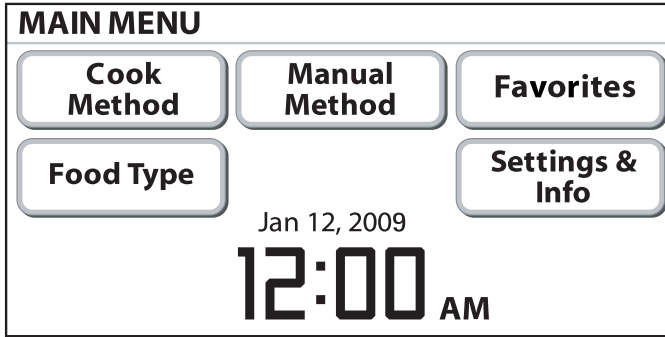 MAIN MENU
Cook
Method
Manual
Method
Favorites
Food Type
Settings &
Info
Jan 12, 2009
12:00 AM